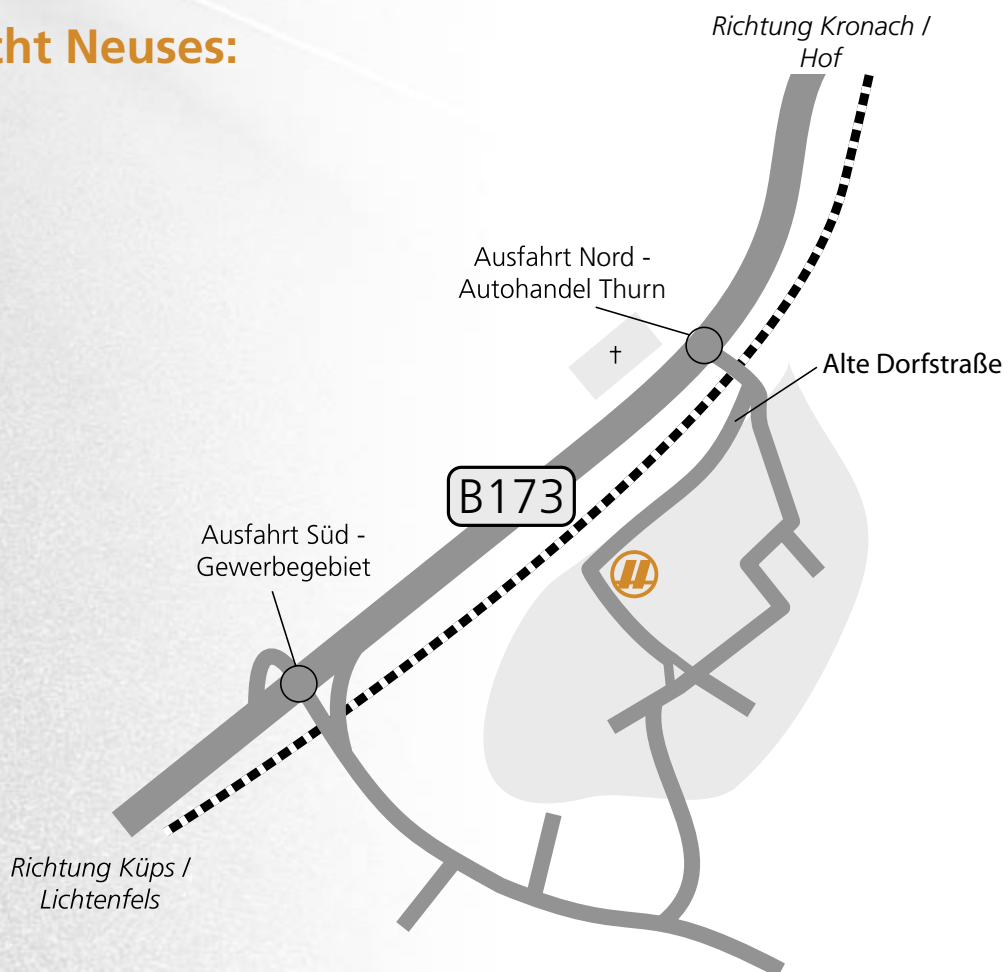 cht Neuses:
Richtung Kronach /
Hof
Ausfahrt Nord -
Autohandel Thurn
Alte Dorfstraße
B173
Ausfahrt Süd -
Gewerbegebiet
Richtung Küps /
Lichtenfels